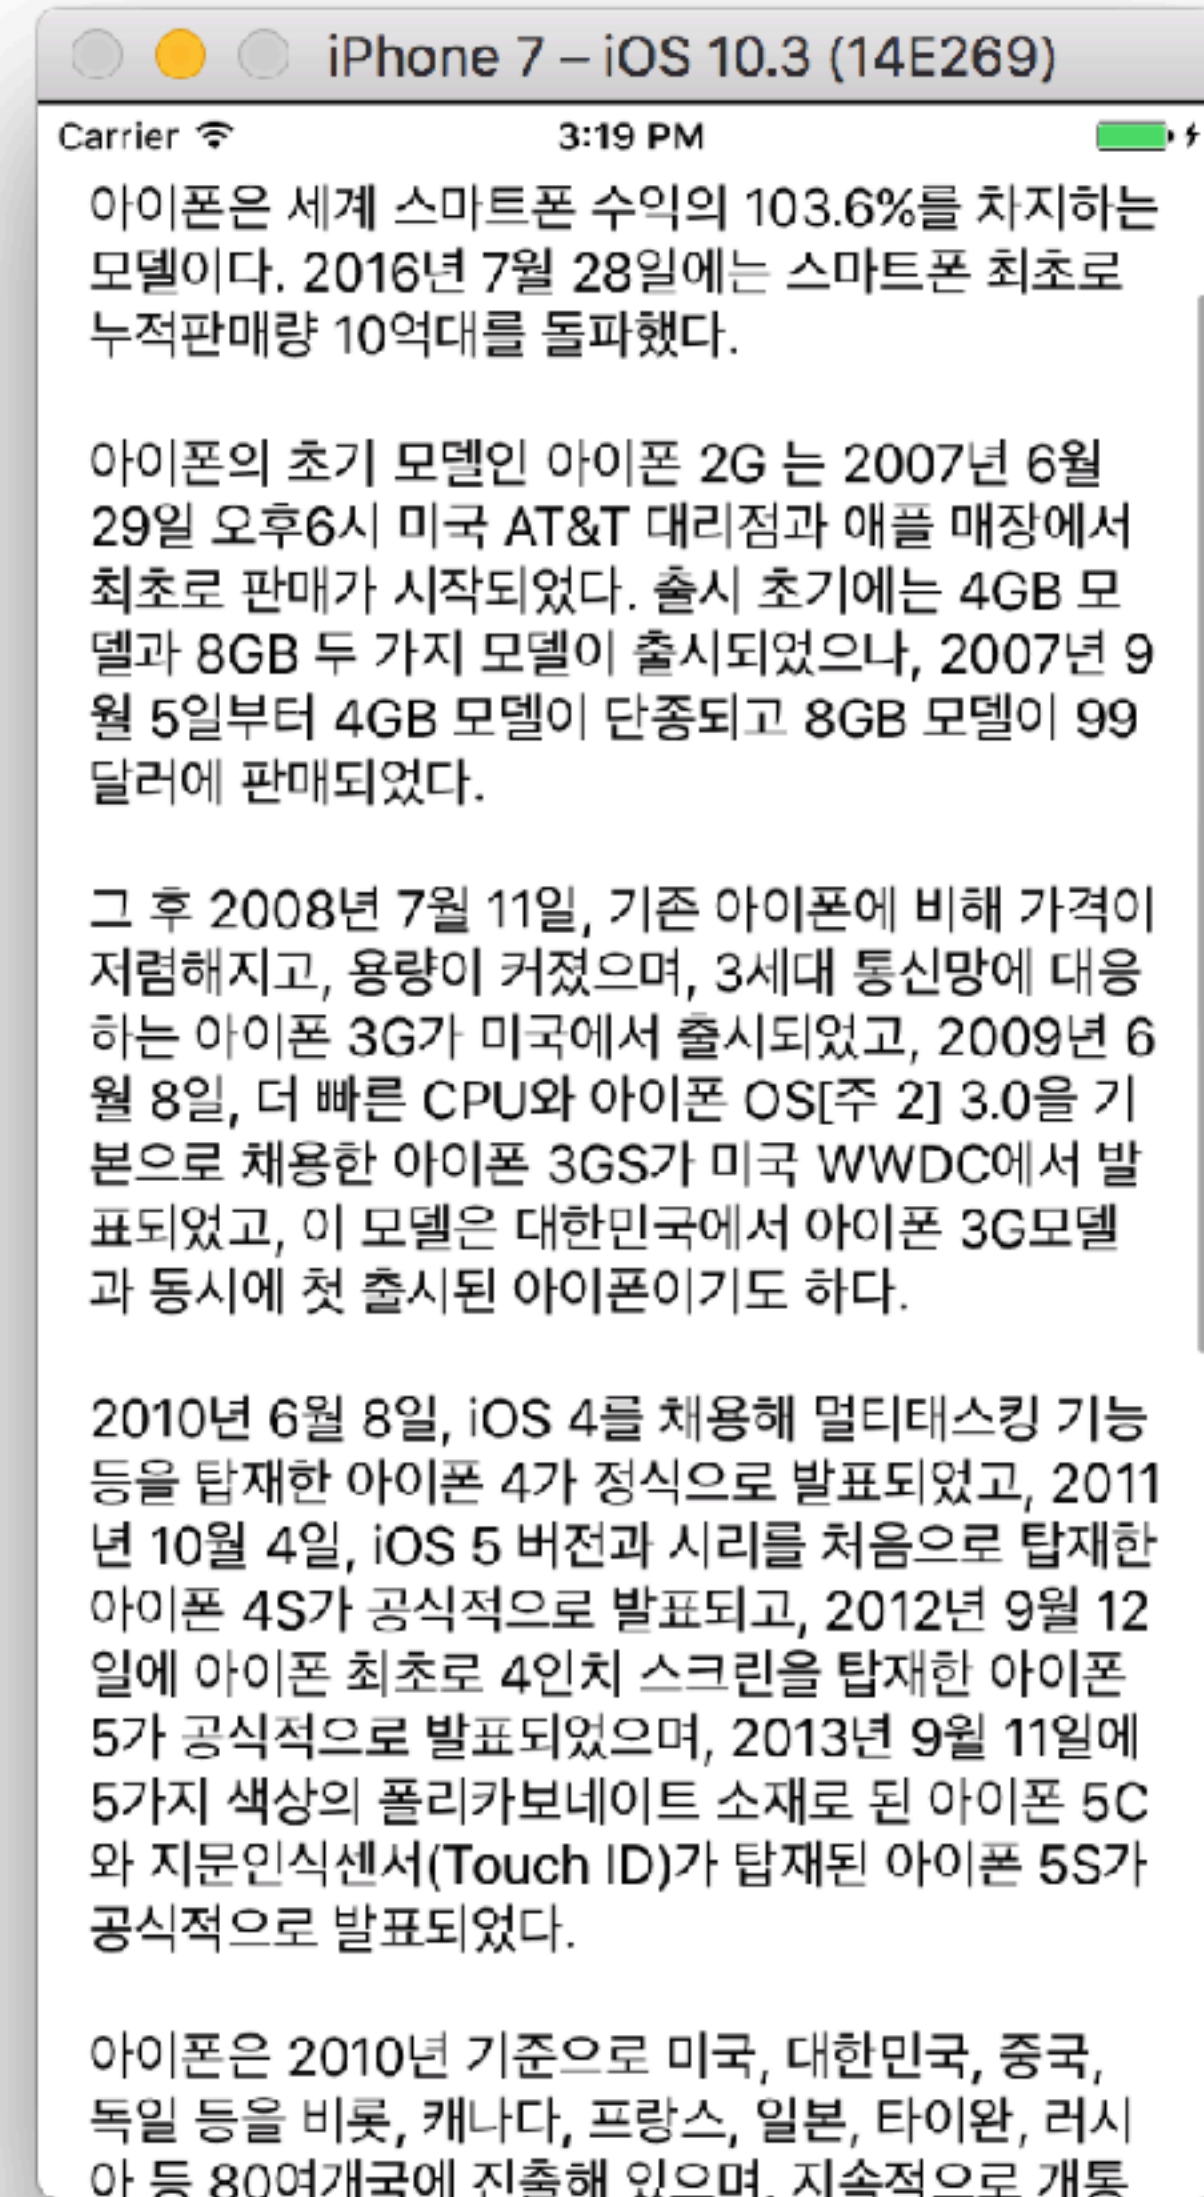 iPhone 7 – iOS 10.3 (14E269)
Carrier 3:19 PM
아이폰은 세계 스마트폰 수익의 103.6%를 차지하는
모델이다. 2016년 7월 28일에는 스마트폰 최초로
누적판매량 10억대를 돌파했다.
아이폰의 초기 모델인 아이폰 2G 는 2007년 6월
29일 오후6시 미국 AT&T 대리점과 애플 매장에서
최초로 판매가 시작되었다. 출시 초기에는 4GB 모
델과 8GB 두 가지 모델이 출시되었으나, 2007년 9
월 5일부터 4GB 모델이 단종되고 8GB 모델이 99
달러에 판매되었다.
그 후 2008년 7월 11일, 기존 아이폰에 비해 가격이
저렴해지고, 용량이 커졌으며, 3세대 통신망에 대응
하는 아이폰 3G가 미국에서 출시되었고, 2009년 6
월 8일, 더 빠른 CPU와 아이폰 OS[주 2] 3.0을 기
본으로 채용한 아이폰 3GS가 미국 WWDC에서 발
표되었고, 이 모델은 대한민국에서 아이폰 3G모델
과 동시에 첫 출시된 아이폰이기도 하다.
2010년 6월 8일, iOS 4를 채용해 멀티태스킹 기능
등을 탑재한 아이폰 4가 정식으로 발표되었고, 2011
년 10월 4일, iOS 5 버전과 시리를 처음으로 탑재한
아이폰 4S가 공식적으로 발표되고, 2012년 9월 12
일에 아이폰 최초로 4인치 스크린을 탑재한 아이폰
5가 공식적으로 발표되었으며, 2013년 9월 11일에
5가지 색상의 폴리카보네이트 소재로 된 아이폰 5C
와 지문인식센서(Touch ID)가 탑재된 아이폰 5S가
공식적으로 발표되었다.
아이폰은 2010년 기준으로 미국, 대한민국, 중국,
독일 등을 비롯, 캐나다, 프랑스, 일본, 타이완, 러시
아 등 80여개국에 진출해 있으며, 지속적으로 개통